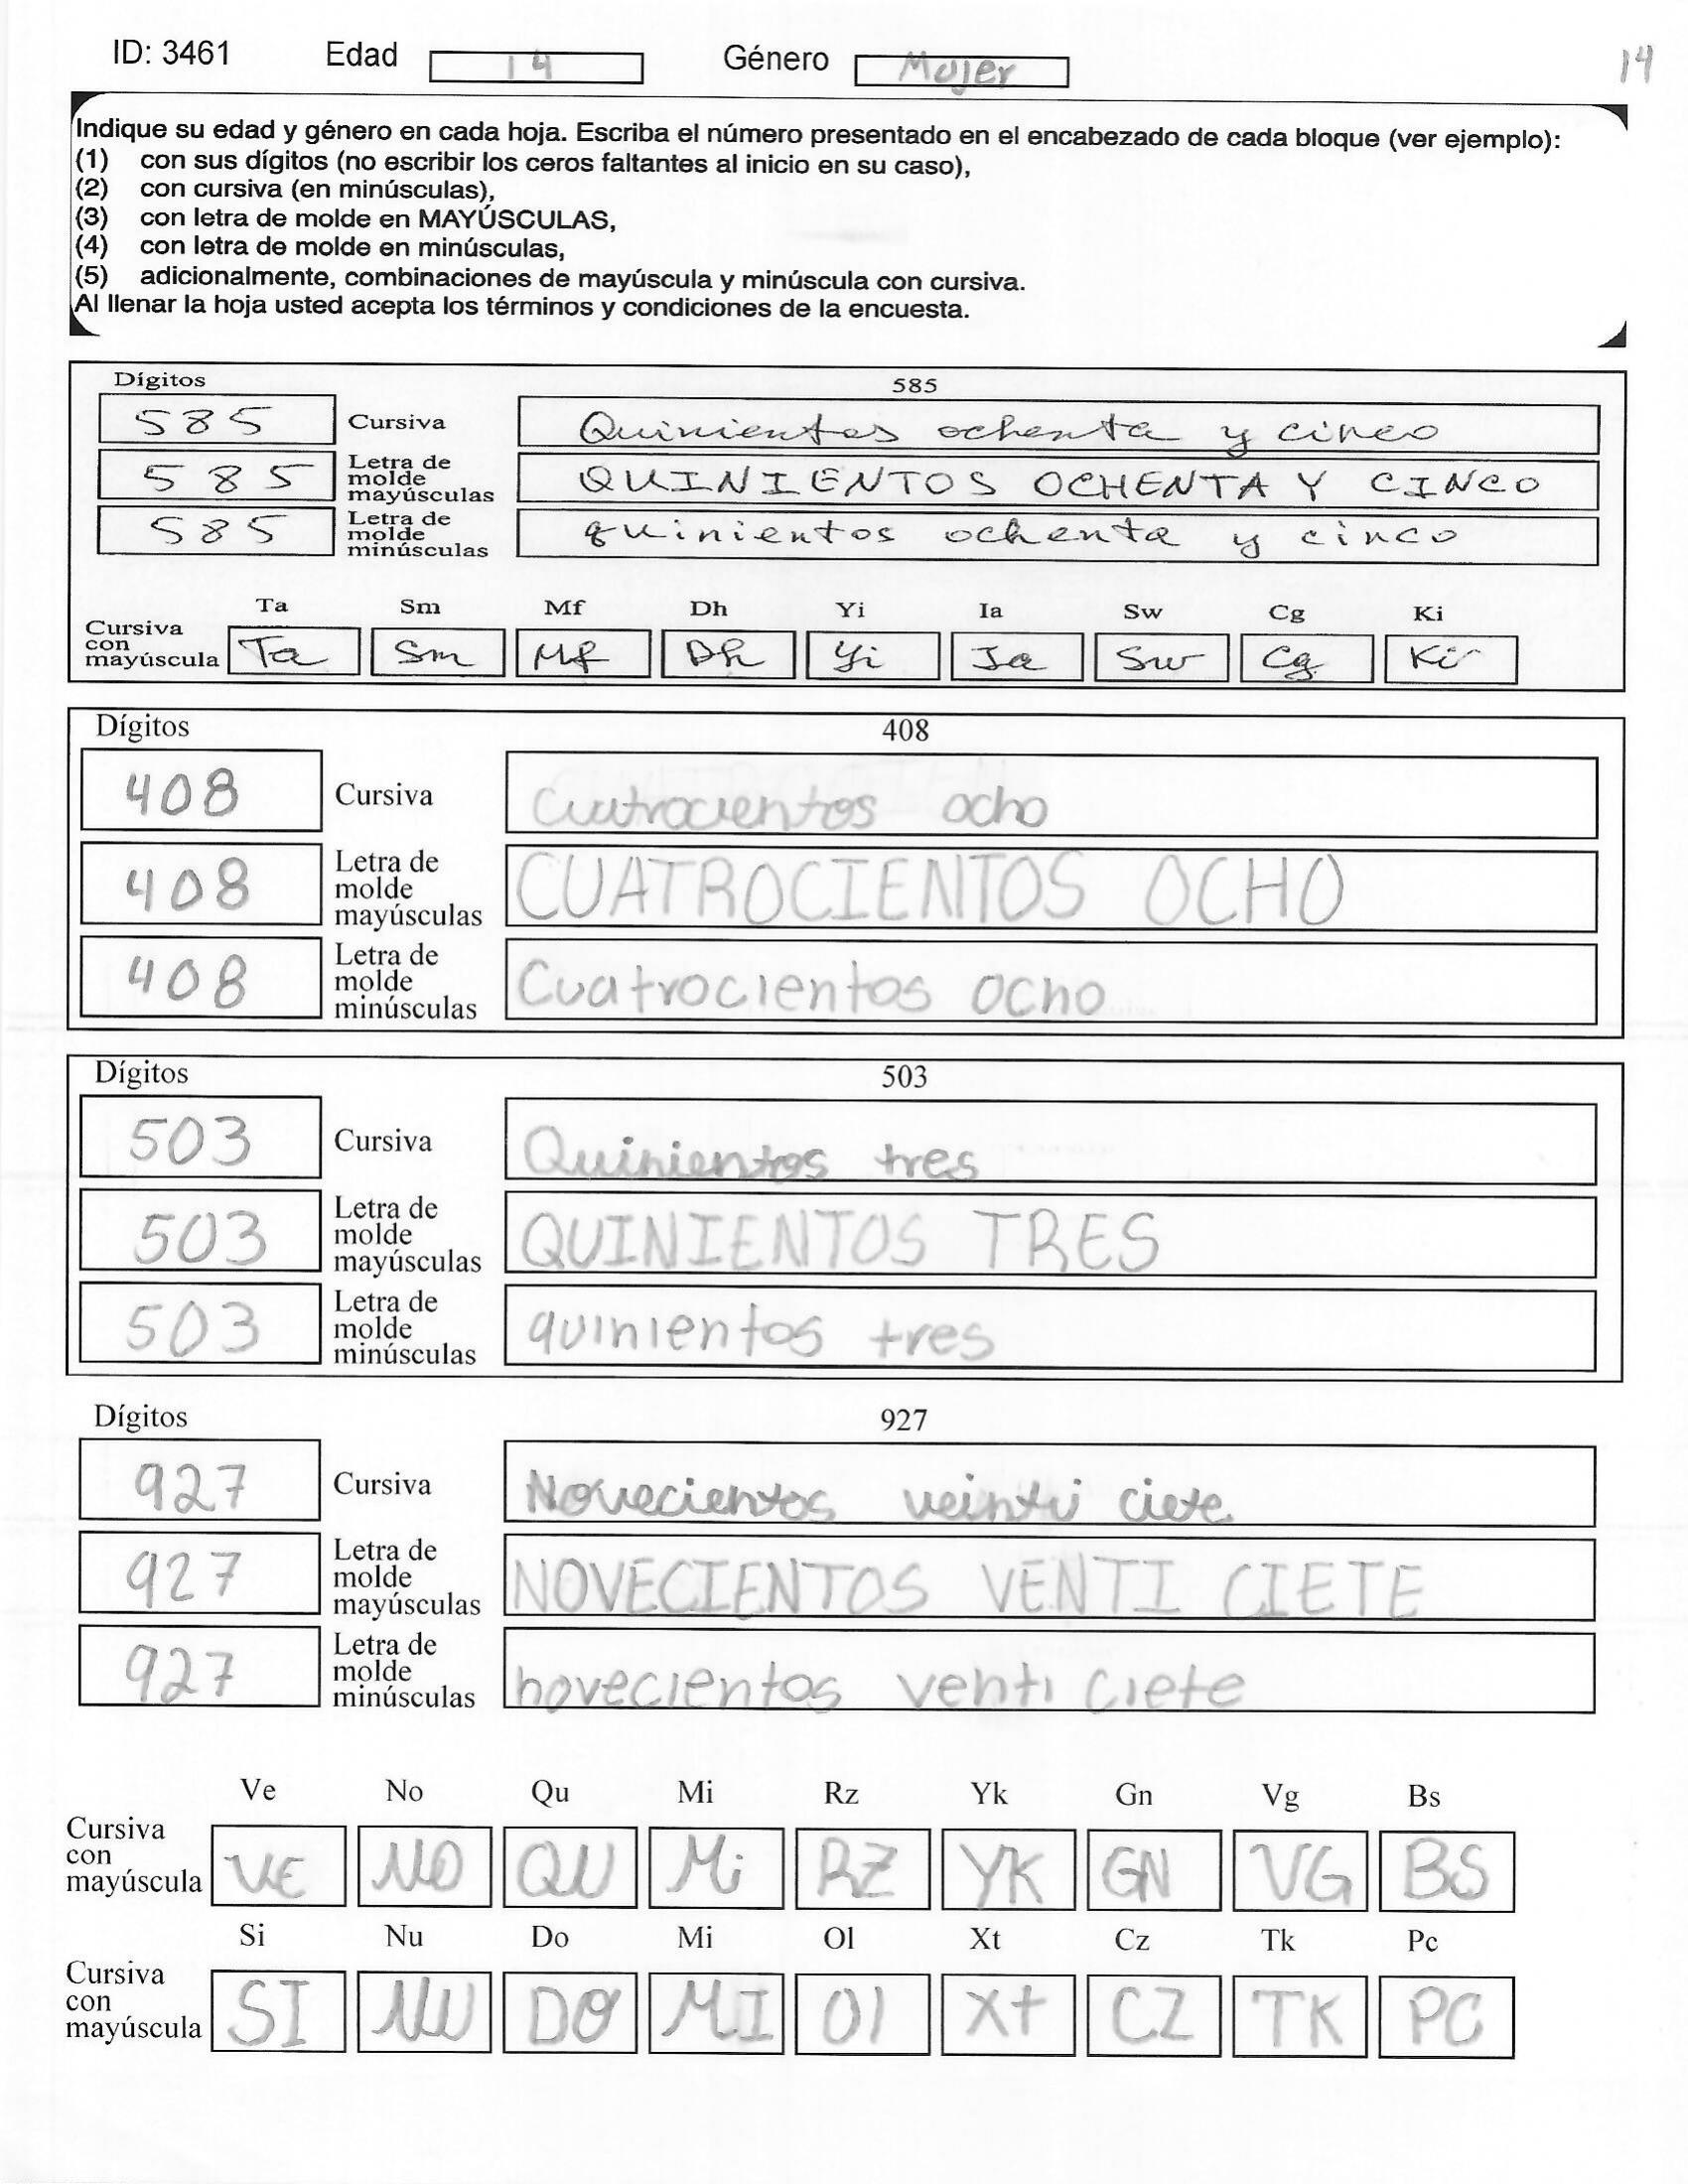 ID: 3461 Edad 14 Género Mujer 14
Indique su edad y género en cada hoja. Escriba el número presentado en el encabezado de cada bloque (ver ejemplo):
(1) con sus dígitos (no escribir los ceros faltantes al inicio en su caso),
(2) con cursiva (en minúsculas),
(3) con letra de molde en MAYÚSCULAS,
(4) con letra de molde en minúsculas,
(5) adicionalmente, combinaciones de mayúscula y minúscula con cursiva.
Al llenar la hoja usted acepta los términos y condiciones de la encuesta.
Dígitos 585
585 Cursiva Quinientos ochenta y cinco
585 Letra de molde mayúsculas QUINIENTOS OCHENTA Y CINCO
585 Letra de molde minúsculas quinientos ochenta y cinco
Ta Sm Mf Dh Yi Ia Sw Cg Ki
Cursiva con mayúscula Ta Sm Mf Dh Yi Ia Sw Cg Ki
Dígitos 408
408 Cursiva Cuatrocientos ocho
408 Letra de molde mayúsculas CUATROCIENTOS OCHO
408 Letra de molde minúsculas Cuatrocientos ocho
Dígitos 503
503 Cursiva Quinientos tres
503 Letra de molde mayúsculas QUINIENTOS TRES
503 Letra de molde minúsculas quinientos tres
Dígitos 927
927 Cursiva Novecientos veinti ciete
927 Letra de molde mayúsculas NOVECIENTOS VENTI CIETE
927 Letra de molde minúsculas novecientos venti ciete
Ve No Qu Mi Rz Yk Gn Vg Bs
Cursiva con mayúscula VE NO QU Mi RZ YK GN VG BS
Si Nu Do Mi Ol Xt Cz Tk Pc
Cursiva con mayúscula SI NU DO MI Ol Xt CZ TK PC